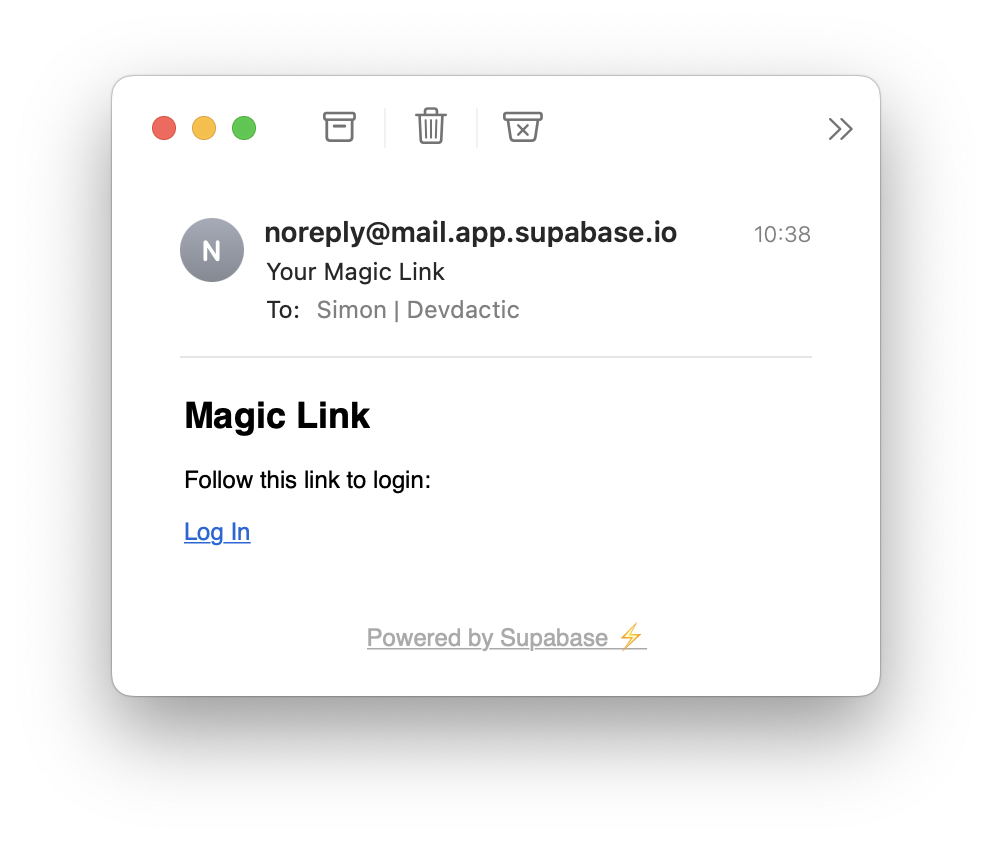 N
noreply@mail.app.supabase.io
10:38
Your Magic Link
To: Simon | Devdactic
Magic Link
Follow this link to login:
Log In
Powered by Supabase ⚡